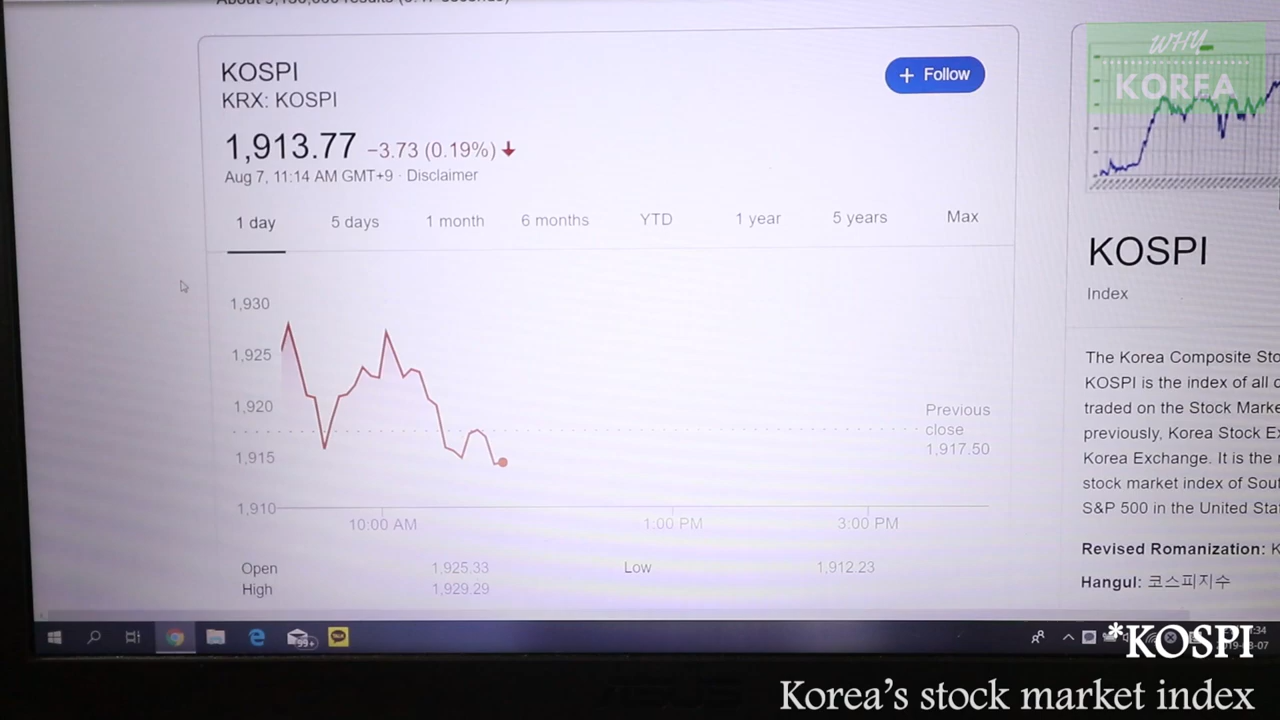 WHY
KOREA
KOSPI
KRX: KOSPI
+ Follow
1,913.77 −3.73 (0.19%)
Aug 7, 11:14 AM GMT+9 · Disclaimer
1 day 5 days 1 month 6 months YTD 1 year 5 years Max
1,930
1,925
1,920
1,915
1,910
Previous
close
1,917.50
10:00 AM 1:00 PM 3:00 PM
Open 1,925.33 Low 1,912.23
High 1,929.29
KOSPI
Index
The Korea Composite Sto
KOSPI is the index of all c
traded on the Stock Marke
previously, Korea Stock Ex
Korea Exchange. It is the r
stock market index of Sout
S&P 500 in the United Sta
Revised Romanization: K
Hangul: 코스피지수
99+
TALK
*KOSPI
Korea's stock market index